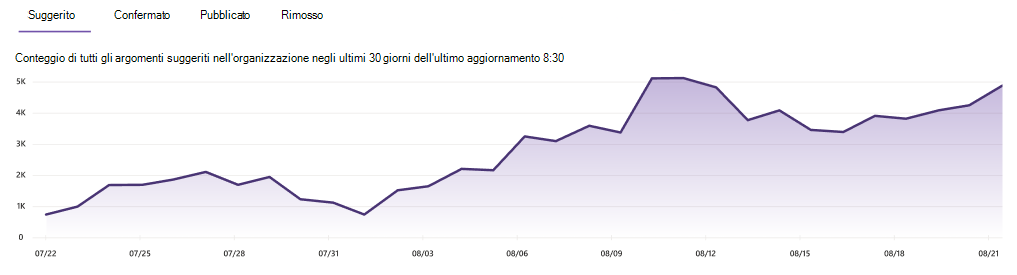 Suggerito Confermato Pubblicato Rimosso
Conteggio di tutti gli argomenti suggeriti nell'organizzazione negli ultimi 30 giorni dell'ultimo aggiornamento 8:30
5K
4K
3K
2K
1K
0
07/22 07/25 07/28 07/31 08/03 08/06 08/09 08/12 08/15 08/18 08/21